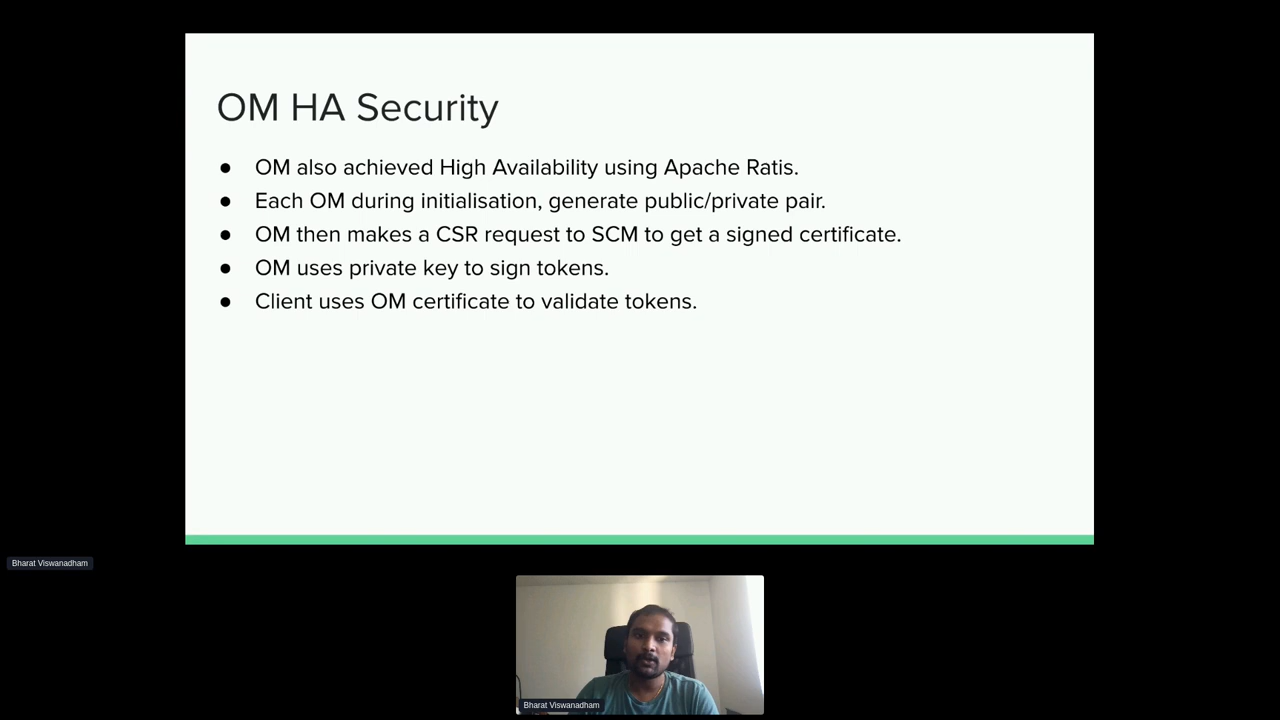 OM HA Security
● OM also achieved High Availability using Apache Ratis.
● Each OM during initialisation, generate public/private pair.
● OM then makes a CSR request to SCM to get a signed certificate.
● OM uses private key to sign tokens.
● Client uses OM certificate to validate tokens.
Bharat Viswanadham
Bharat Viswanadham